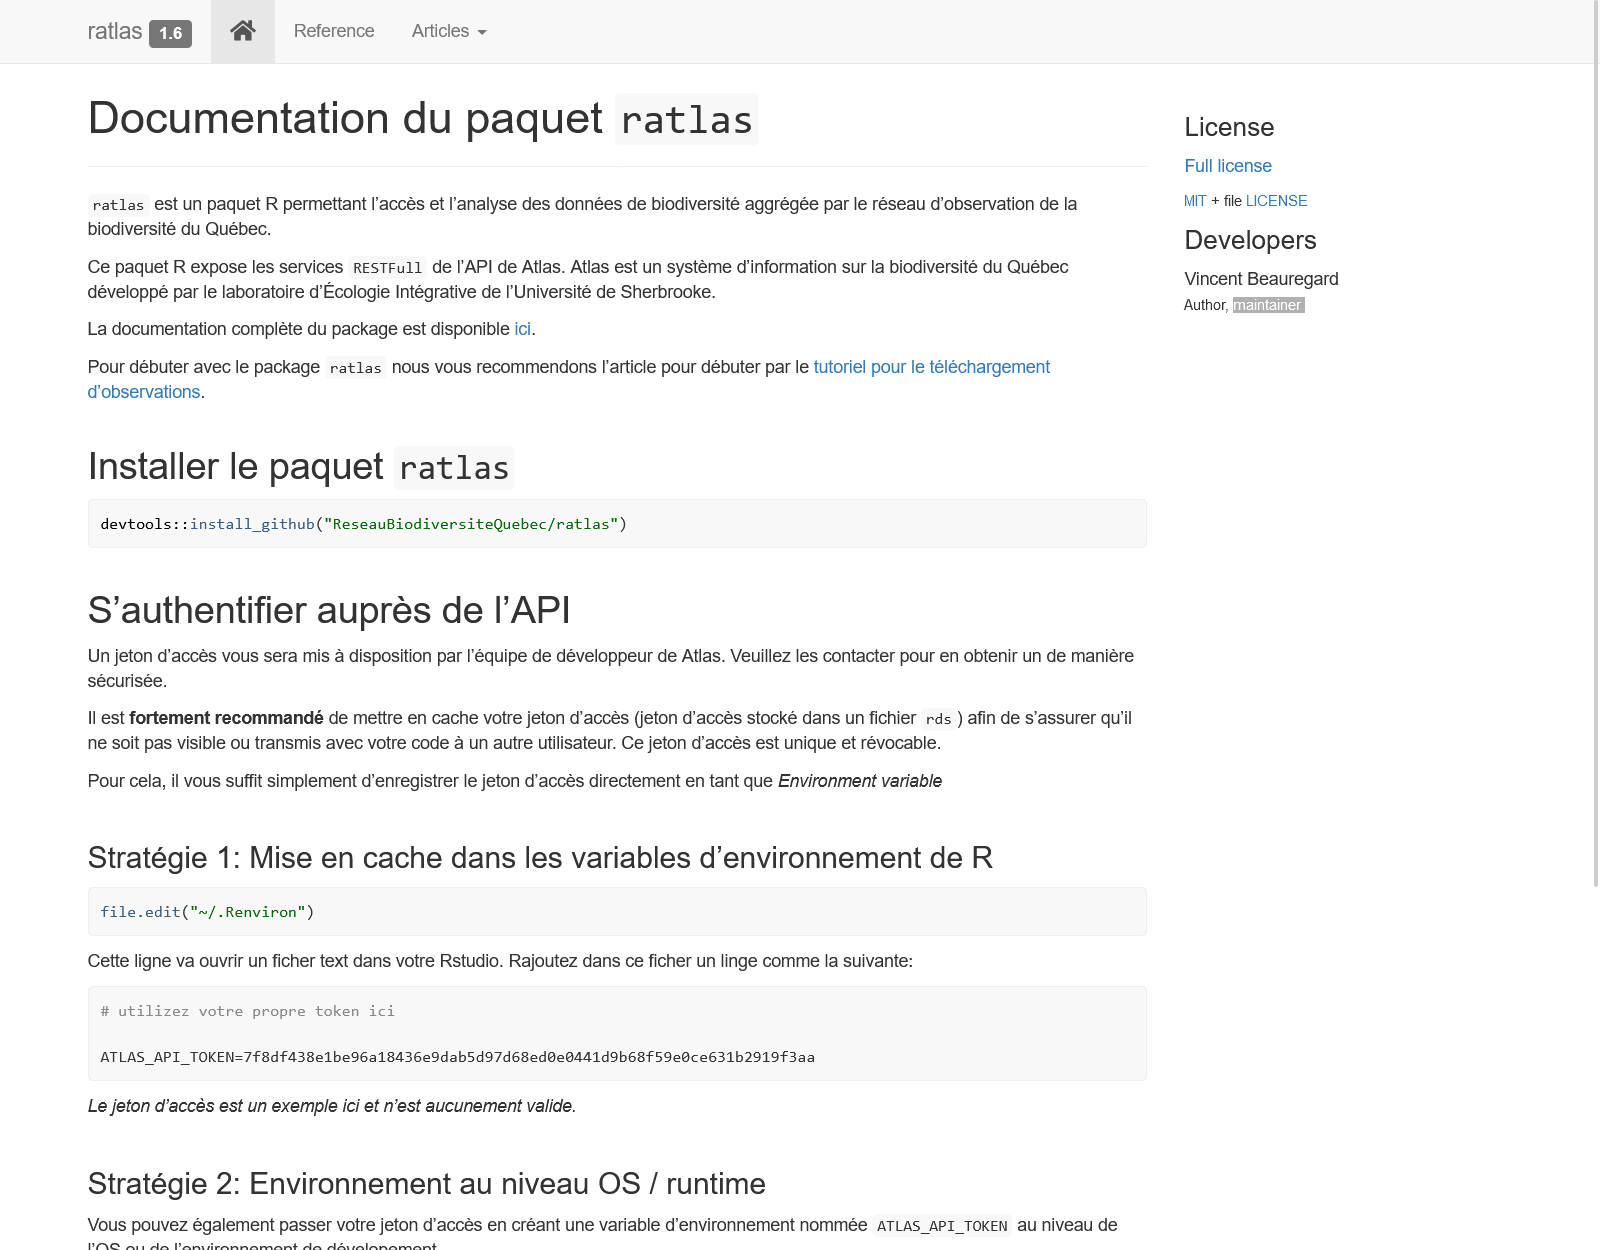 ratlas 1.6 Reference Articles
Documentation du paquet ratlas
ratlas est un paquet R permettant l’accès et l’analyse des données de biodiversité aggrégée par le réseau d’observation de la
biodiversité du Québec.
Ce paquet R expose les services RESTFull de l’API de Atlas. Atlas est un système d’information sur la biodiversité du Québec
développé par le laboratoire d’Écologie Intégrative de l’Université de Sherbrooke.
La documentation complète du package est disponible ici.
Pour débuter avec le package ratlas nous vous recommendons l’article pour débuter par le tutoriel pour le téléchargement
d’observations.
Installer le paquet ratlas
devtools::install_github("ReseauBiodiversiteQuebec/ratlas")
S’authentifier auprès de l’API
Un jeton d’accès vous sera mis à disposition par l’équipe de développeur de Atlas. Veuillez les contacter pour en obtenir un de manière
sécurisée.
Il est fortement recommandé de mettre en cache votre jeton d’accès (jeton d’accès stocké dans un fichier rds) afin de s’assurer qu’il
ne soit pas visible ou transmis avec votre code à un autre utilisateur. Ce jeton d’accès est unique et révocable.
Pour cela, il vous suffit simplement d’enregistrer le jeton d’accès directement en tant que Environment variable
Stratégie 1: Mise en cache dans les variables d’environnement de R
file.edit("~/.Renviron")
Cette ligne va ouvrir un ficher text dans votre Rstudio. Rajoutez dans ce ficher un linge comme la suivante:
# utilizez votre propre token ici
ATLAS_API_TOKEN=7f8df438e1be96a18436e9dab5d97d68ed0e0441d9b68f59e0ce631b2919f3aa
Le jeton d’accès est un exemple ici et n’est aucunement valide.
Stratégie 2: Environnement au niveau OS / runtime
Vous pouvez également passer votre jeton d’accès en créant une variable d’environnement nommée ATLAS_API_TOKEN au niveau de
l’OS ou de l’environnement de dévelopement
License
Full license
MIT + file LICENSE
Developers
Vincent Beauregard
Author, maintainer